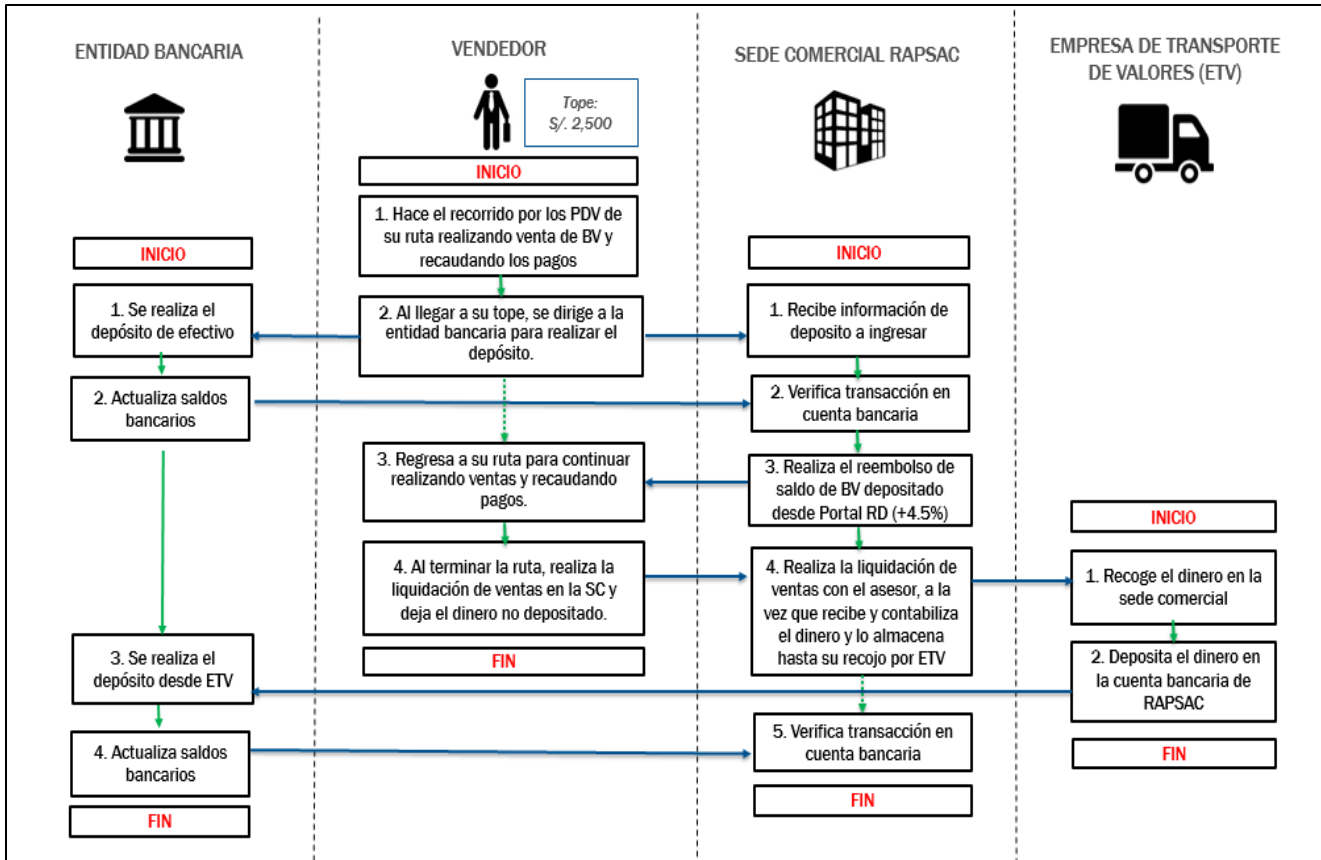 ENTIDAD BANCARIA
INICIO
1. Se realiza el
depósito de efectivo
2. Actualiza saldos
bancarios
3. Se realiza el
depósito desde ETV
4. Actualiza saldos
bancarios
FIN
VENDEDOR
Tope:
S/. 2,500
INICIO
1. Hace el recorrido por los PDV de
su ruta realizando venta de BV y
recaudando los pagos
2. Al llegar a su tope, se dirige a la
entidad bancaria para realizar el
depósito.
3. Regresa a su ruta para continuar
realizando ventas y recaudando
pagos.
4. Al terminar la ruta, realiza la
liquidación de ventas en la SC y
deja el dinero no depositado.
FIN
SEDE COMERCIAL RAPSAC
INICIO
1. Recibe información de
deposito a ingresar
2. Verifica transacción en
cuenta bancaria
3. Realiza el reembolso de
saldo de BV depositado
desde Portal RD (+4.5%)
4. Realiza la liquidación de
ventas con el asesor, a la
vez que recibe y contabiliza
el dinero y lo almacena
hasta su recojo por ETV
5. Verifica transacción en
cuenta bancaria
FIN
EMPRESA DE TRANSPORTE
DE VALORES (ETV)
INICIO
1. Recoge el dinero en la
sede comercial
2. Deposita el dinero en
la cuenta bancaria de
RAPSAC
FIN